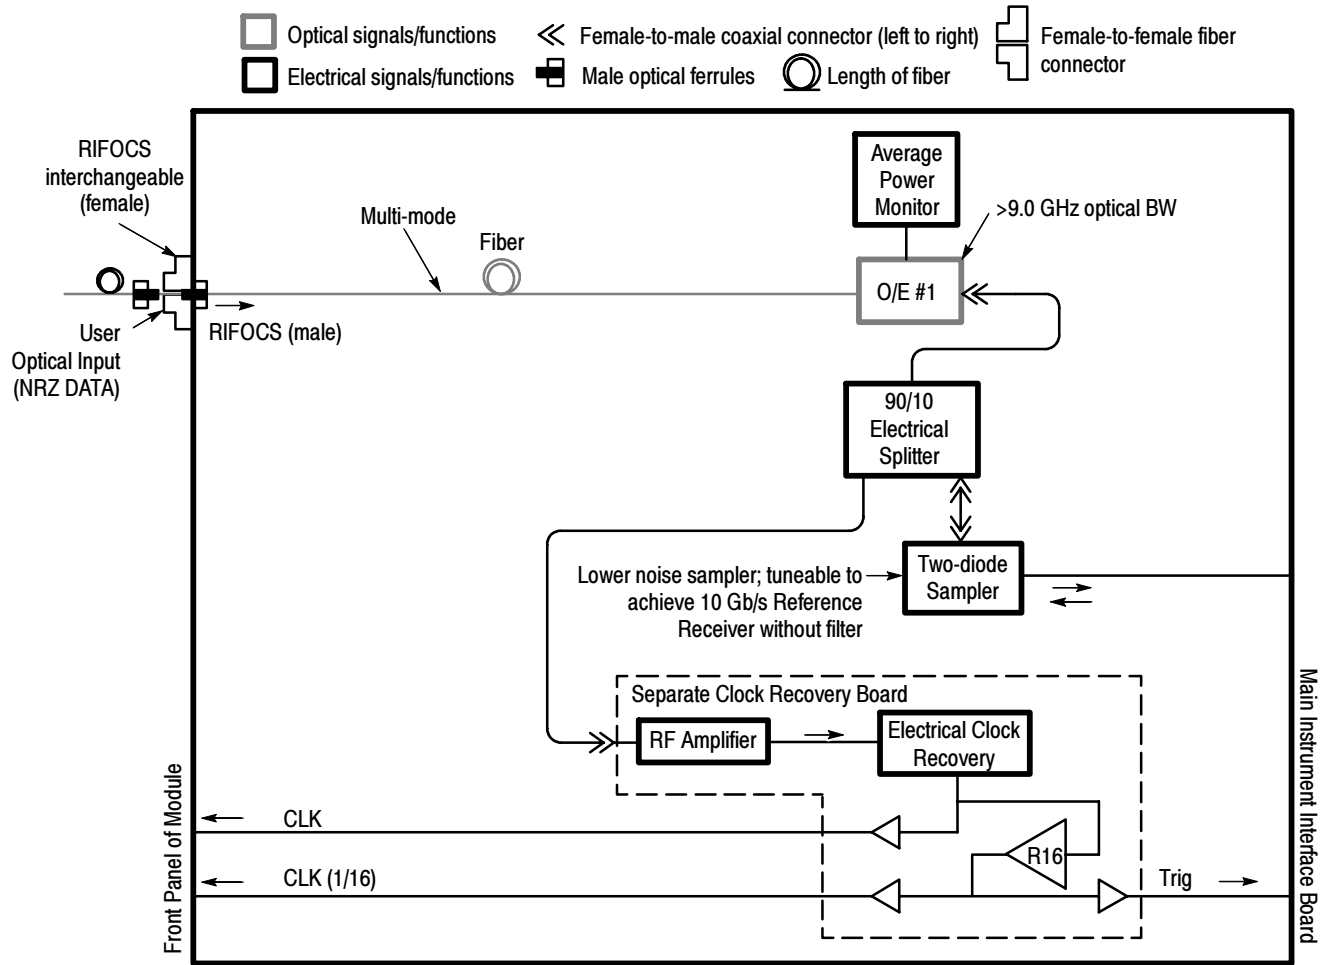 Optical signals/functions
Electrical signals/functions
Female-to-male coaxial connector (left to right)
Male optical ferrules
Length of fiber
Female-to-female fiber
connector
RIFOCS
interchangeable
(female)
Multi-mode
Fiber
Average
Power
Monitor
>9.0 GHz optical BW
O/E #1
RIFOCS (male)
User
Optical Input
(NRZ DATA)
90/10
Electrical
Splitter
Lower noise sampler; tuneable to
achieve 10 Gb/s Reference
Receiver without filter
Two-diode
Sampler
Separate Clock Recovery Board
RF Amplifier
Electrical Clock
Recovery
CLK
R16
CLK (1/16)
Trig
Front Panel of Module
Main Instrument Interface Board